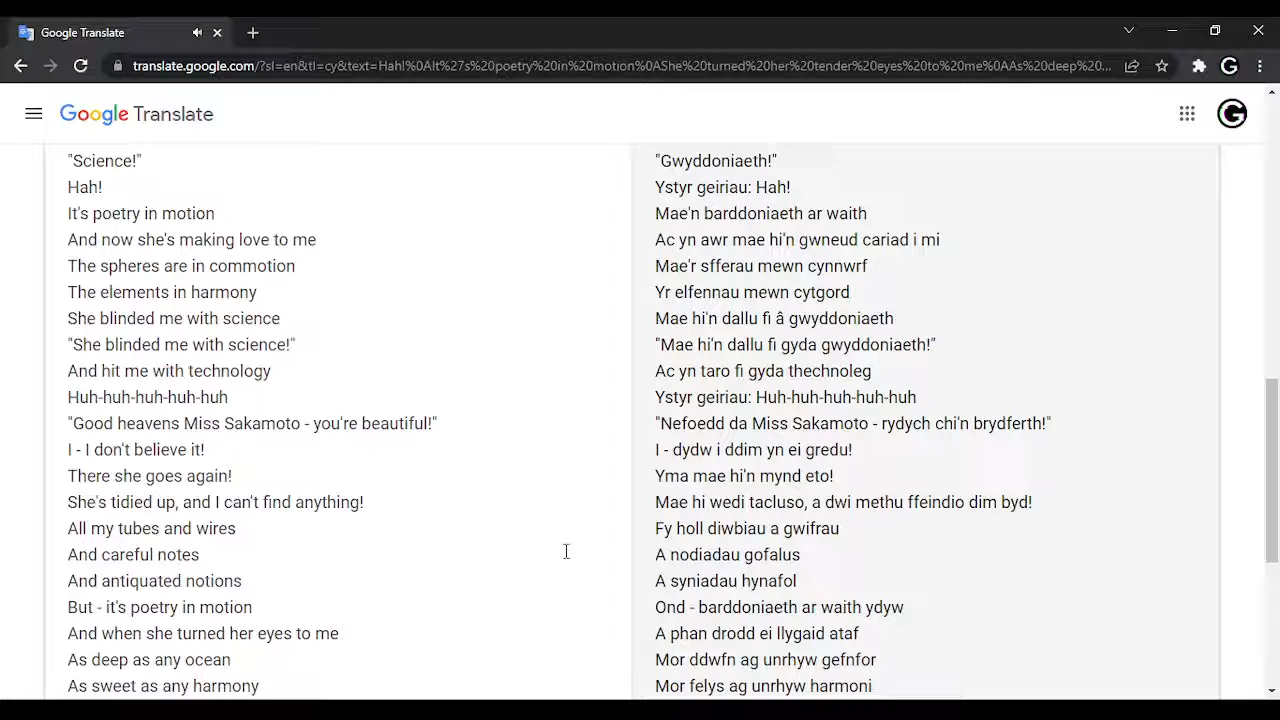 Google Translate
translate.google.com/?sl=en&tl=cy&text=Hah!%0AIt%27s%20poetry%20in%20motion%0AShe%20turned%20her%20tender%20eyes%20to%20me%0AAs%20deep%20...
G
Google Translate
G
"Science!"
Hah!
It's poetry in motion
And now she's making love to me
The spheres are in commotion
The elements in harmony
She blinded me with science
"She blinded me with science!"
And hit me with technology
Huh-huh-huh-huh-huh
"Good heavens Miss Sakamoto - you're beautiful!"
I - I don't believe it!
There she goes again!
She's tidied up, and I can't find anything!
All my tubes and wires
And careful notes
And antiquated notions
But - it's poetry in motion
And when she turned her eyes to me
As deep as any ocean
As sweet as any harmony
"Gwyddoniaeth!"
Ystyr geiriau: Hah!
Mae'n barddoniaeth ar waith
Ac yn awr mae hi'n gwneud cariad i mi
Mae'r sfferau mewn cynnwrf
Yr elfennau mewn cytgord
Mae hi'n dallu fi â gwyddoniaeth
"Mae hi'n dallu fi gyda gwyddoniaeth!"
Ac yn taro fi gyda thechnoleg
Ystyr geiriau: Huh-huh-huh-huh-huh
"Nefoedd da Miss Sakamoto - rydych chi'n brydferth!"
I - dydw i ddim yn ei gredu!
Yma mae hi'n mynd eto!
Mae hi wedi tacluso, a dwi methu ffeindio dim byd!
Fy holl diwbiau a gwifrau
A nodiadau gofalus
A syniadau hynafol
Ond - barddoniaeth ar waith ydyw
A phan drodd ei llygaid ataf
Mor ddwfn ag unrhyw gefnfor
Mor felys ag unrhyw harmoni